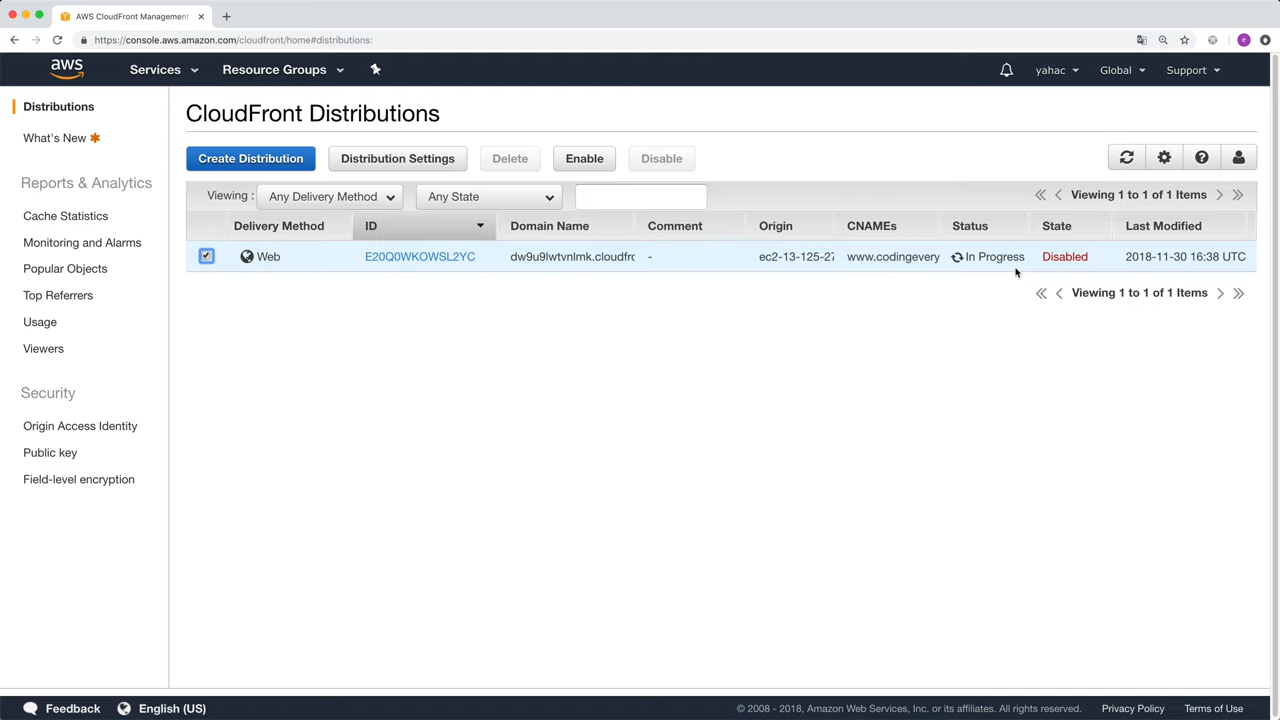 AWS CloudFront Management
https://console.aws.amazon.com/cloudfront/home#distributions:
aws Services Resource Groups yahac Global Support
Distributions
What's New
Reports & Analytics
Cache Statistics
Monitoring and Alarms
Popular Objects
Top Referrers
Usage
Viewers
Security
Origin Access Identity
Public key
Field-level encryption
CloudFront Distributions
Create Distribution Distribution Settings Delete Enable Disable
Viewing : Any Delivery Method Any State Viewing 1 to 1 of 1 Items
Delivery Method ID Domain Name Comment Origin CNAMEs Status State Last Modified
Web E20Q0WKOWSL2YC dw9u9lwtvnlmk.cloudfro - ec2-13-125-27 www.codingevery In Progress Disabled 2018-11-30 16:38 UTC
Viewing 1 to 1 of 1 Items
Feedback English (US) © 2008 - 2018, Amazon Web Services, Inc. or its affiliates. All rights reserved. Privacy Policy Terms of Use